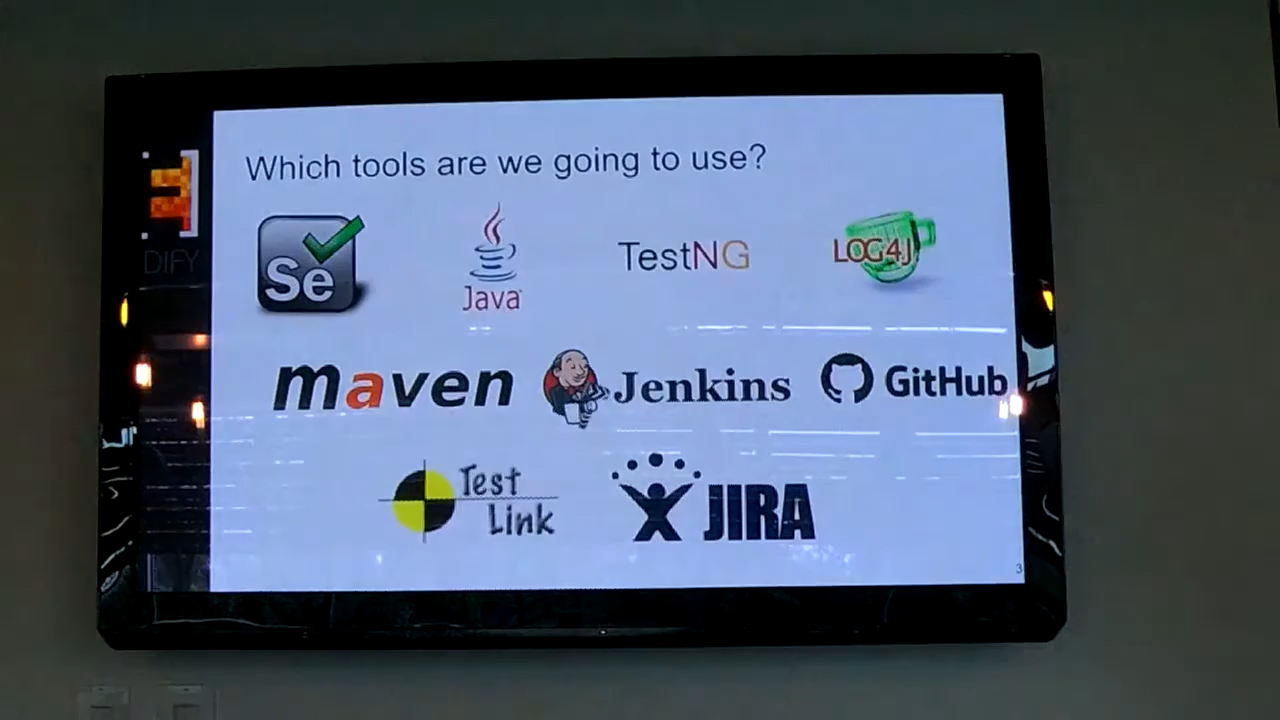 Which tools are we going to use?
Se
Java
TestNG
LOG4J
maven
Jenkins
GitHub
Test
Link
JIRA
DIFY
3